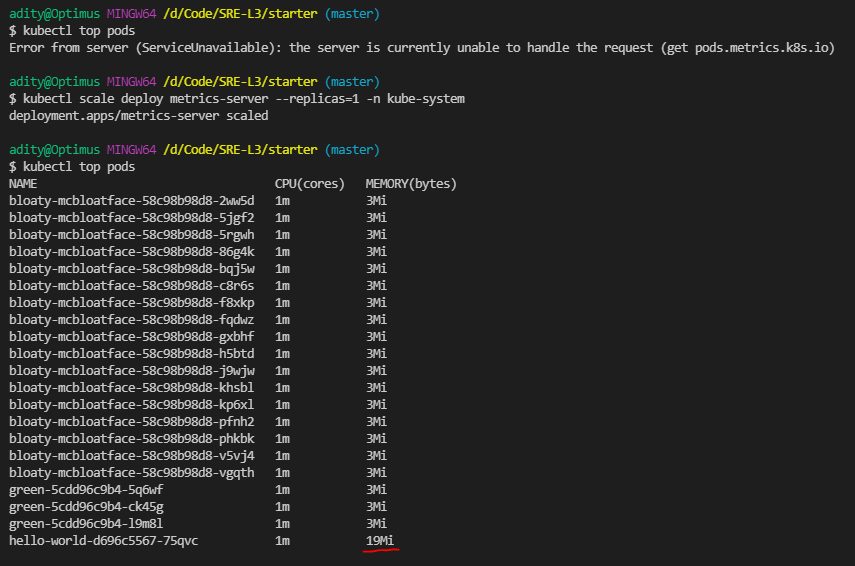 adity@Optimus MINGW64 /d/Code/SRE-L3/starter (master)
$ kubectl top pods
Error from server (ServiceUnavailable): the server is currently unable to handle the request (get pods.metrics.k8s.io)
adity@Optimus MINGW64 /d/Code/SRE-L3/starter (master)
$ kubectl scale deploy metrics-server --replicas=1 -n kube-system
deployment.apps/metrics-server scaled
adity@Optimus MINGW64 /d/Code/SRE-L3/starter (master)
$ kubectl top pods
NAME CPU(cores) MEMORY(bytes)
bloaty-mcbloatface-58c98b98d8-2ww5d 1m 3Mi
bloaty-mcbloatface-58c98b98d8-5jgf2 1m 3Mi
bloaty-mcbloatface-58c98b98d8-5rgwh 1m 3Mi
bloaty-mcbloatface-58c98b98d8-86g4k 1m 3Mi
bloaty-mcbloatface-58c98b98d8-bqj5w 1m 3Mi
bloaty-mcbloatface-58c98b98d8-c8r6s 1m 3Mi
bloaty-mcbloatface-58c98b98d8-f8xkp 1m 3Mi
bloaty-mcbloatface-58c98b98d8-fqdwz 1m 3Mi
bloaty-mcbloatface-58c98b98d8-gxbhf 1m 3Mi
bloaty-mcbloatface-58c98b98d8-h5btd 1m 3Mi
bloaty-mcbloatface-58c98b98d8-j9wjw 1m 3Mi
bloaty-mcbloatface-58c98b98d8-khsbl 1m 3Mi
bloaty-mcbloatface-58c98b98d8-kp6xl 1m 3Mi
bloaty-mcbloatface-58c98b98d8-pfnh2 1m 3Mi
bloaty-mcbloatface-58c98b98d8-phkbk 1m 3Mi
bloaty-mcbloatface-58c98b98d8-v5vj4 1m 3Mi
bloaty-mcbloatface-58c98b98d8-vgqth 1m 3Mi
green-5cdd96c9b4-5q6wf 1m 3Mi
green-5cdd96c9b4-ck45g 1m 3Mi
green-5cdd96c9b4-l9m8l 1m 3Mi
hello-world-d696c5567-75qvc 1m 19Mi